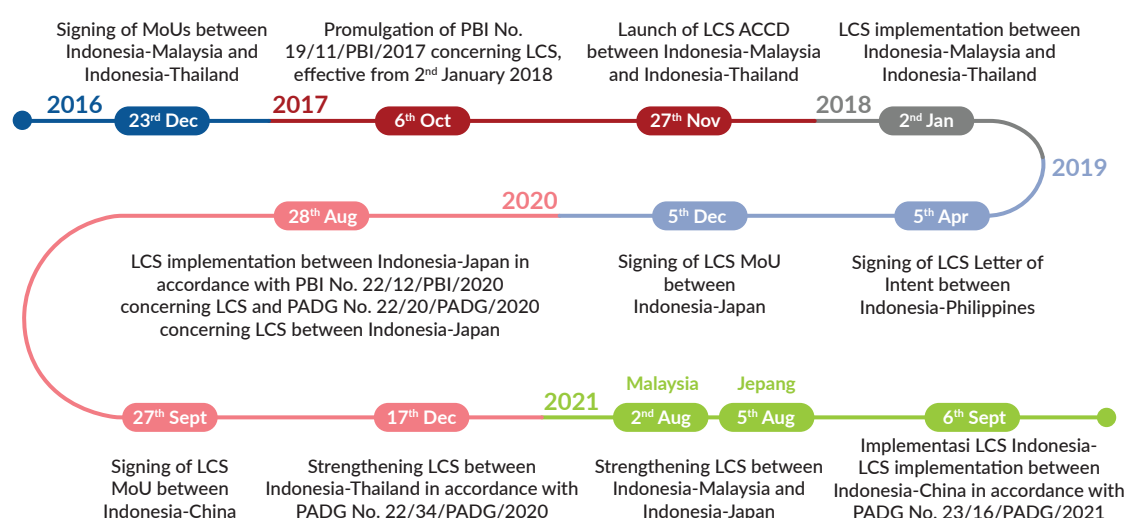 Signing of MoUs between
Indonesia-Malaysia and
Indonesia-Thailand
Promulgation of PBI No.
19/11/PBI/2017 concerning LCS,
effective from 2nd January 2018
Launch of LCS ACCD
between Indonesia-Malaysia
and Indonesia-Thailand
LCS implementation between
Indonesia-Malaysia and
Indonesia-Thailand
2016
23rd Dec
2017
6th Oct
27th Nov
2018
2nd Jan
2019
5th Apr
Signing of LCS Letter of
Intent between
Indonesia-Philippines
5th Dec
Signing of LCS MoU
between
Indonesia-Japan
2020
28th Aug
LCS implementation between Indonesia-Japan in
accordance with PBI No. 22/12/PBI/2020
concerning LCS and PADG No. 22/20/PADG/2020
concerning LCS between Indonesia-Japan
27th Sept
Signing of LCS
MoU between
Indonesia-China
17th Dec
Strengthening LCS between
Indonesia-Thailand in accordance with
PADG No. 22/34/PADG/2020
2021
Malaysia
2nd Aug
Jepang
5th Aug
Strengthening LCS between
Indonesia-Malaysia and
Indonesia-Japan
6th Sept
Implementasi LCS Indonesia-
LCS implementation between
Indonesia-China in accordance with
PADG No. 23/16/PADG/2021